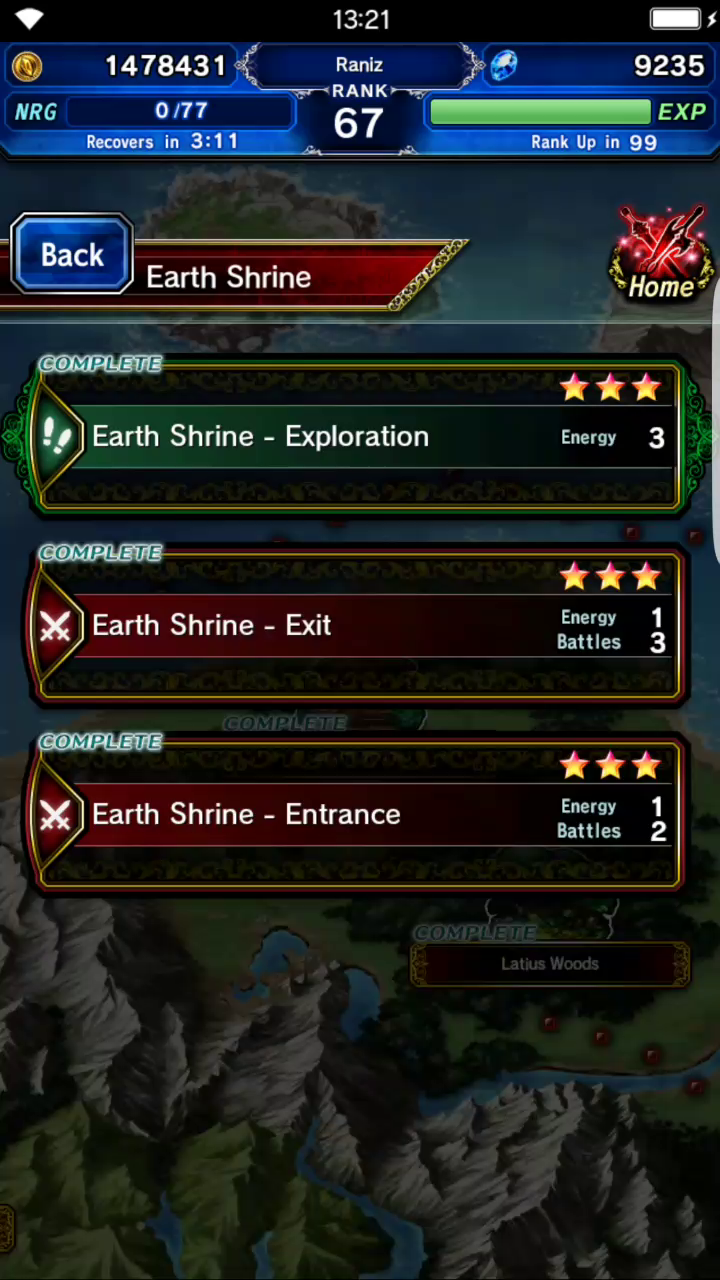 13:21
1478431
Raniz
9235
RANK
67
NRG
0/77
EXP
Recovers in 3:11
Rank Up in 99
Back
Earth Shrine
Home
COMPLETE
Earth Shrine - Exploration
Energy 3
COMPLETE
Earth Shrine - Exit
Energy 1
Battles 3
COMPLETE
COMPLETE
Earth Shrine - Entrance
Energy 1
Battles 2
COMPLETE
Latius Woods